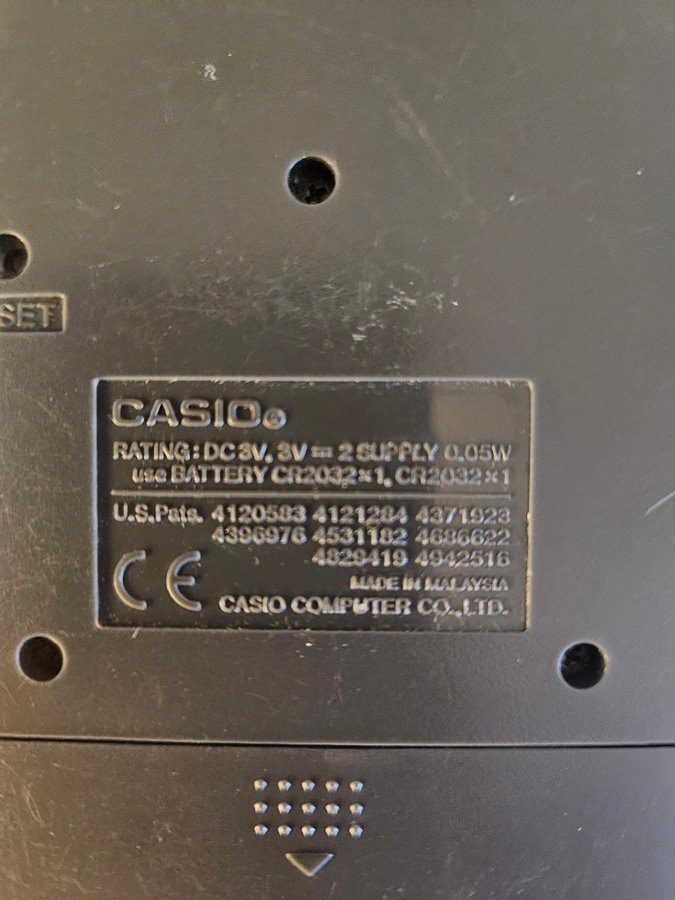 SET
CASIO®
RATING: DC 3V, 3V ⎓ 2 SUPPLY 0.05W
use BATTERY CR2032×1, CR2032×1
U.S.Pats. 4120583 4121284 4371923
4396976 4531182 4686622
4829419 4942516
MADE IN MALAYSIA
CE
CASIO COMPUTER CO.,LTD.